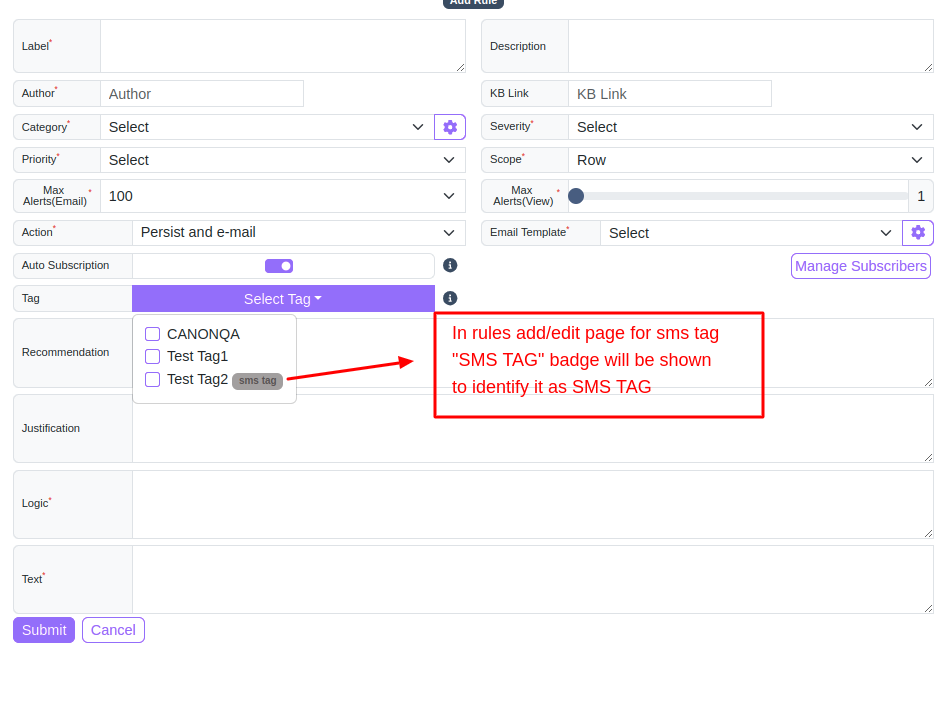 Add Rule
Label*
Description
Author* Author
KB Link KB Link
Category* Select
Severity* Select
Priority* Select
Scope* Row
Max Alerts(Email)* 100
Max Alerts(View)* 1
Action* Persist and e-mail
Email Template* Select
Auto Subscription
Manage Subscribers
Tag Select Tag
CANONQA
Test Tag1
Test Tag2 sms tag
In rules add/edit page for sms tag
"SMS TAG" badge will be shown
to identify it as SMS TAG
Recommendation
Justification
Logic*
Text*
Submit Cancel